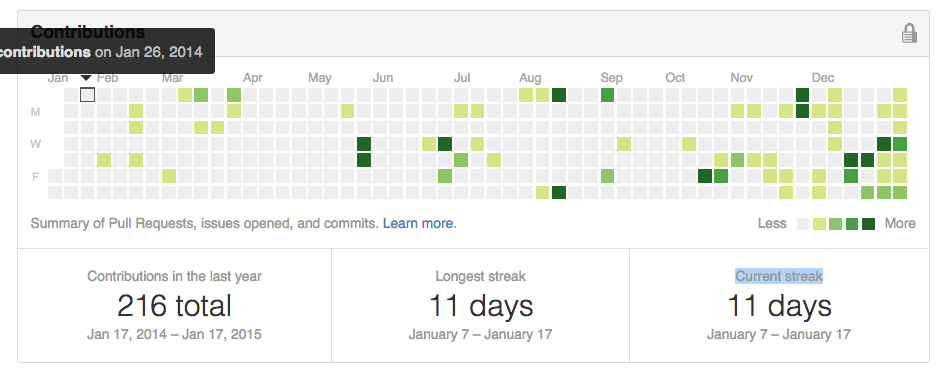 Contributions
contributions on Jan 26, 2014
Jan Feb Mar Apr May Jun Jul Aug Sep Oct Nov Dec
M
W
F
Summary of Pull Requests, issues opened, and commits. Learn more.
Less More
Contributions in the last year
216 total
Jan 17, 2014 – Jan 17, 2015
Longest streak
11 days
January 7 – January 17
Current streak
11 days
January 7 – January 17